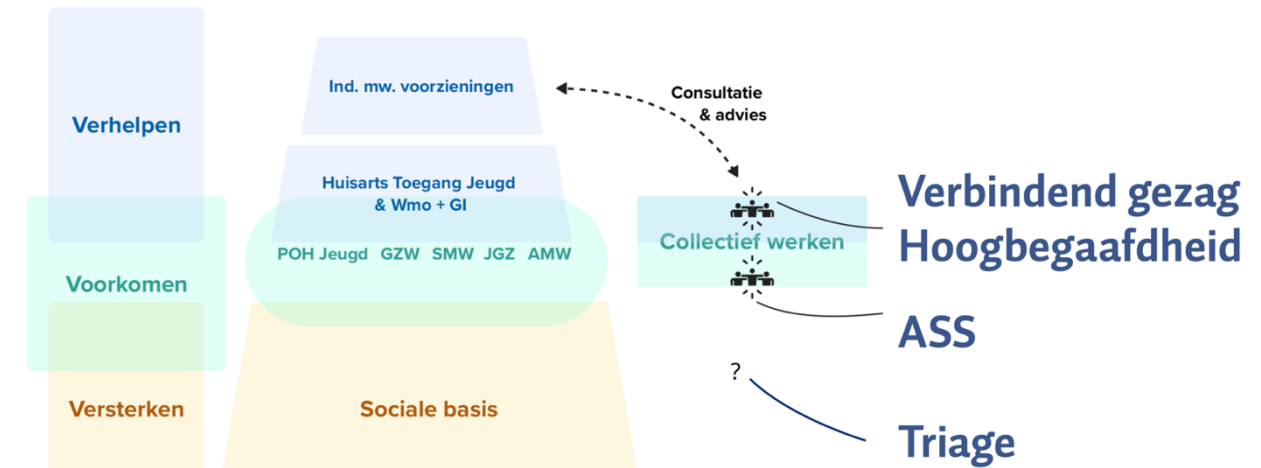 Verhelpen
Voorkomen
Versterken
Ind. mw. voorzieningen
Huisarts Toegang Jeugd
& Wmo + GI
POH Jeugd GZW SMW JGZ AMW
Sociale basis
Consultatie
& advies
Collectief werken
?
Verbindend gezag
Hoogbegaafdheid
ASS
Triage